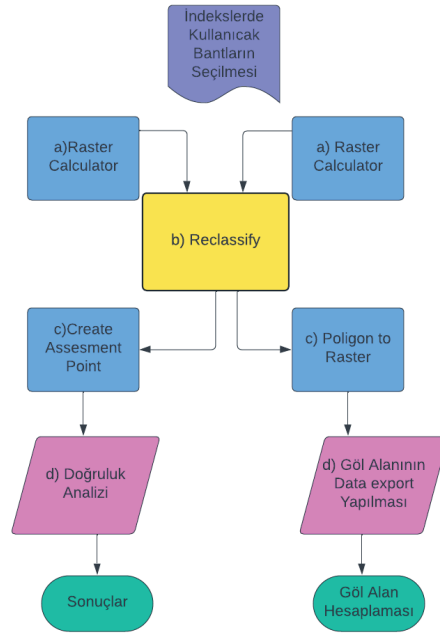 İndekslerde
Kullanıcak
Bantların
Seçilmesi
a)Raster
Calculator
a) Raster
Calculator
b) Reclassify
c)Create
Assesment
Point
c) Poligon to
Raster
d) Doğruluk
Analizi
d) Göl Alanının
Data export
Yapılması
Sonuçlar
Göl Alan
Hesaplaması